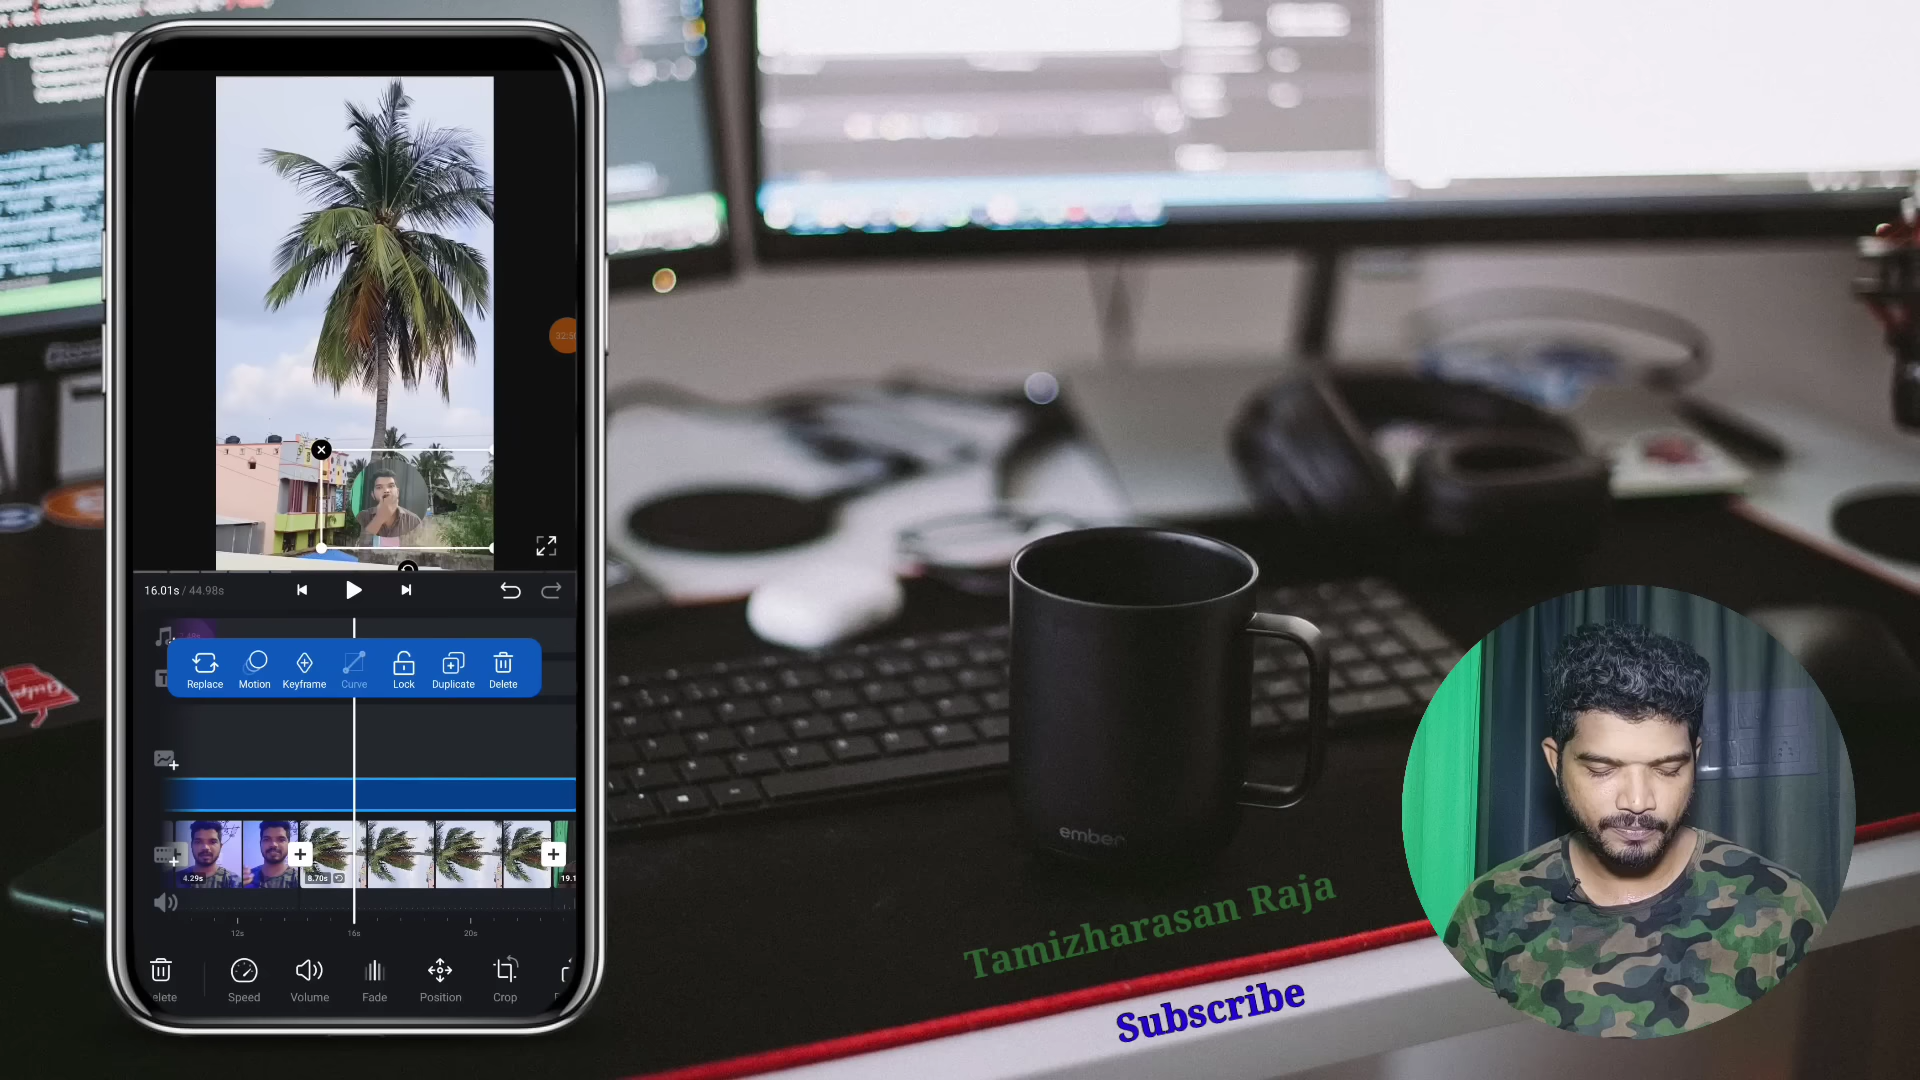 16.01s / 44.98s
Replace
Motion
Keyframe
Curve
Lock
Duplicate
Delete
4.29s
8.70s
12s
16s
20s
elete
Speed
Volume
Fade
Position
Crop
ember
Tamizharasan Raja
Subscribe